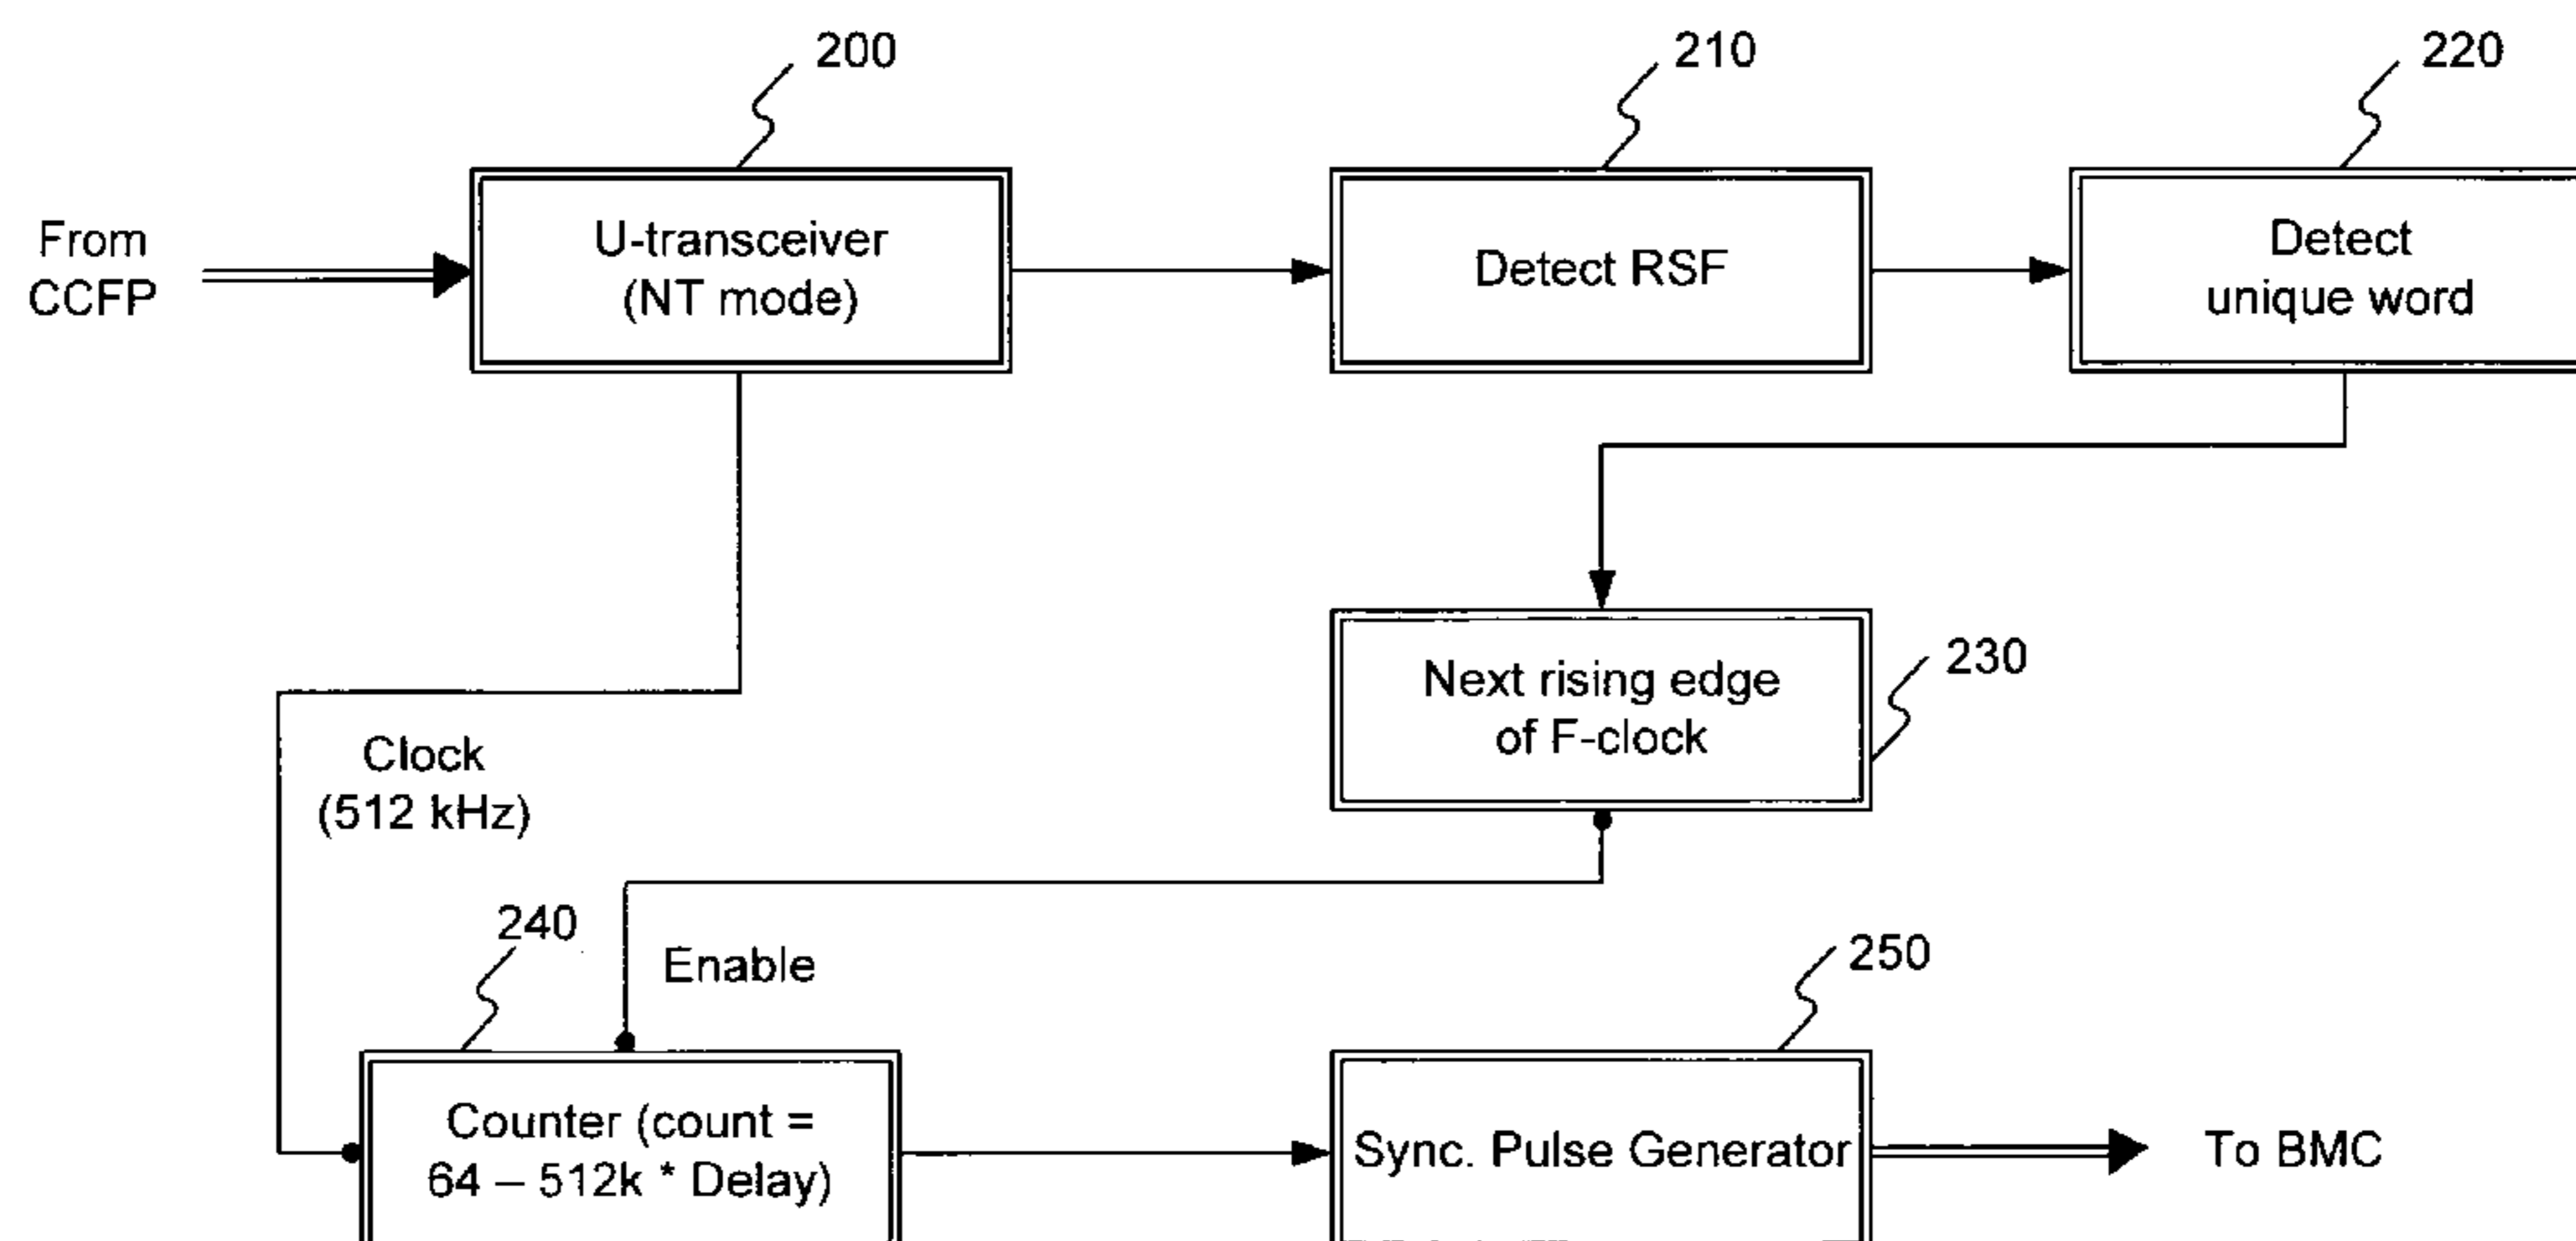 200
210
220
From
CCFP
U-transceiver
(NT mode)
Detect RSF
Detect
unique word
Next rising edge
of F-clock
230
Clock
(512 kHz)
240
Enable
250
Counter (count =
64 – 512k * Delay)
Sync. Pulse Generator
To BMC